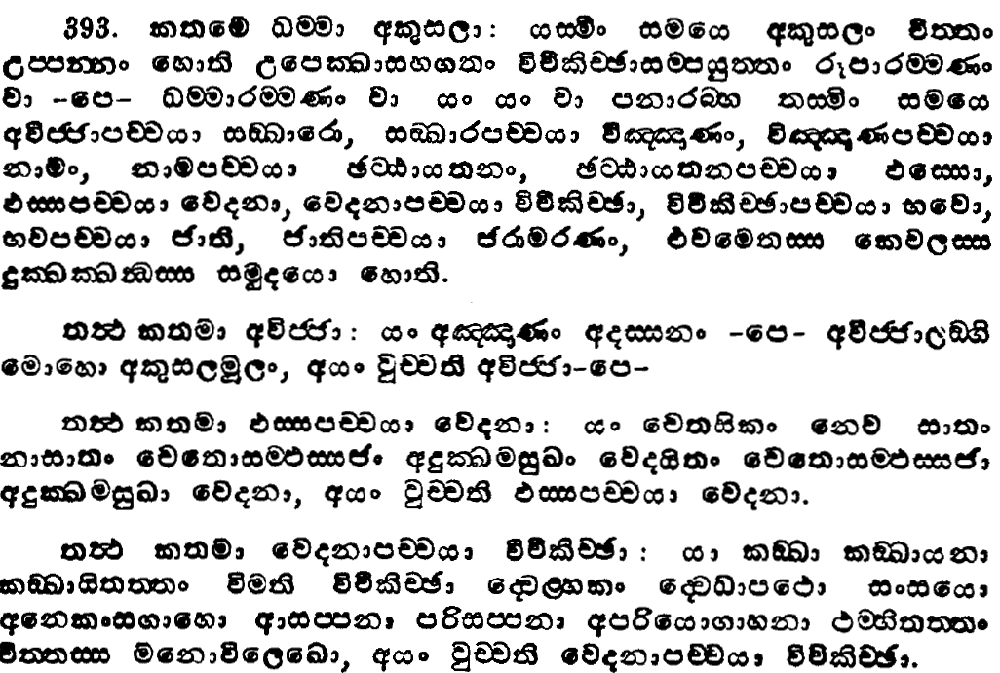 393. කතමෙ ධම්මා අකුසලා: යස්මිං සමයෙ අකුසලං චිත්තං
උප්පන්නං හොති උපෙක්ඛාසහගතං විචිකිච්ඡාසම්පයුත්තං රූපාරම්මණං
වා -පෙ- ධම්මාරම්මණං වා යං යං වා පනාරබ්භ තස්මිං සමයෙ
අවිජ්ජාපච්චයා සඞ්ඛාරො, සඞ්ඛාරපච්චයා විඤ්ඤාණං, විඤ්ඤාණපච්චයා
නාමං, නාමපච්චයා ඡට්ඨායතනං, ඡට්ඨායතනපච්චයා ඵස්සො,
ඵස්සපච්චයා වෙදනා, වෙදනාපච්චයා විචිකිච්ඡා, විචිකිච්ඡාපච්චයා භවො,
භවපච්චයා ජාති, ජාතිපච්චයා ජරාමරණං, එවමෙතස්ස කෙවලස්ස
දුක්ඛක්ඛන්ධස්ස සමුදයො හොති.
තත්ථ කතමා අවිජ්ජා: යං අඤ්ඤාණං අදස්සනං -පෙ- අවිජ්ජාලඞ්ගි
මොහො අකුසලමූලං, අයං වුච්චති අවිජ්ජා-පෙ-
තත්ථ කතමා ඵස්සපච්චයා වෙදනා: යං චෙතසිකං නෙව සාතං
නාසාතං චෙතොසම්ඵස්සජං අදුක්ඛමසුඛං වෙදයිතං චෙතොසම්ඵස්සජා
අදුක්ඛමසුඛා වෙදනා, අයං වුච්චති ඵස්සපච්චයා වෙදනා.
තත්ථ කතමා වෙදනාපච්චයා විචිකිච්ඡා: යා කඞ්ඛා කඞ්ඛායනා
කඞ්ඛායිතත්තං විමති විචිකිච්ඡා ද්වෙළ්හකං ද්වෙධාපථො සංසයො
අනෙකංසගාහො ආසප්පනා පරිසප්පනා අපරියොගාහනා ථම්භිතත්තං
චිත්තස්ස මනොවිලෙඛො, අයං වුච්චති වෙදනාපච්චයා විචිකිච්ඡා.